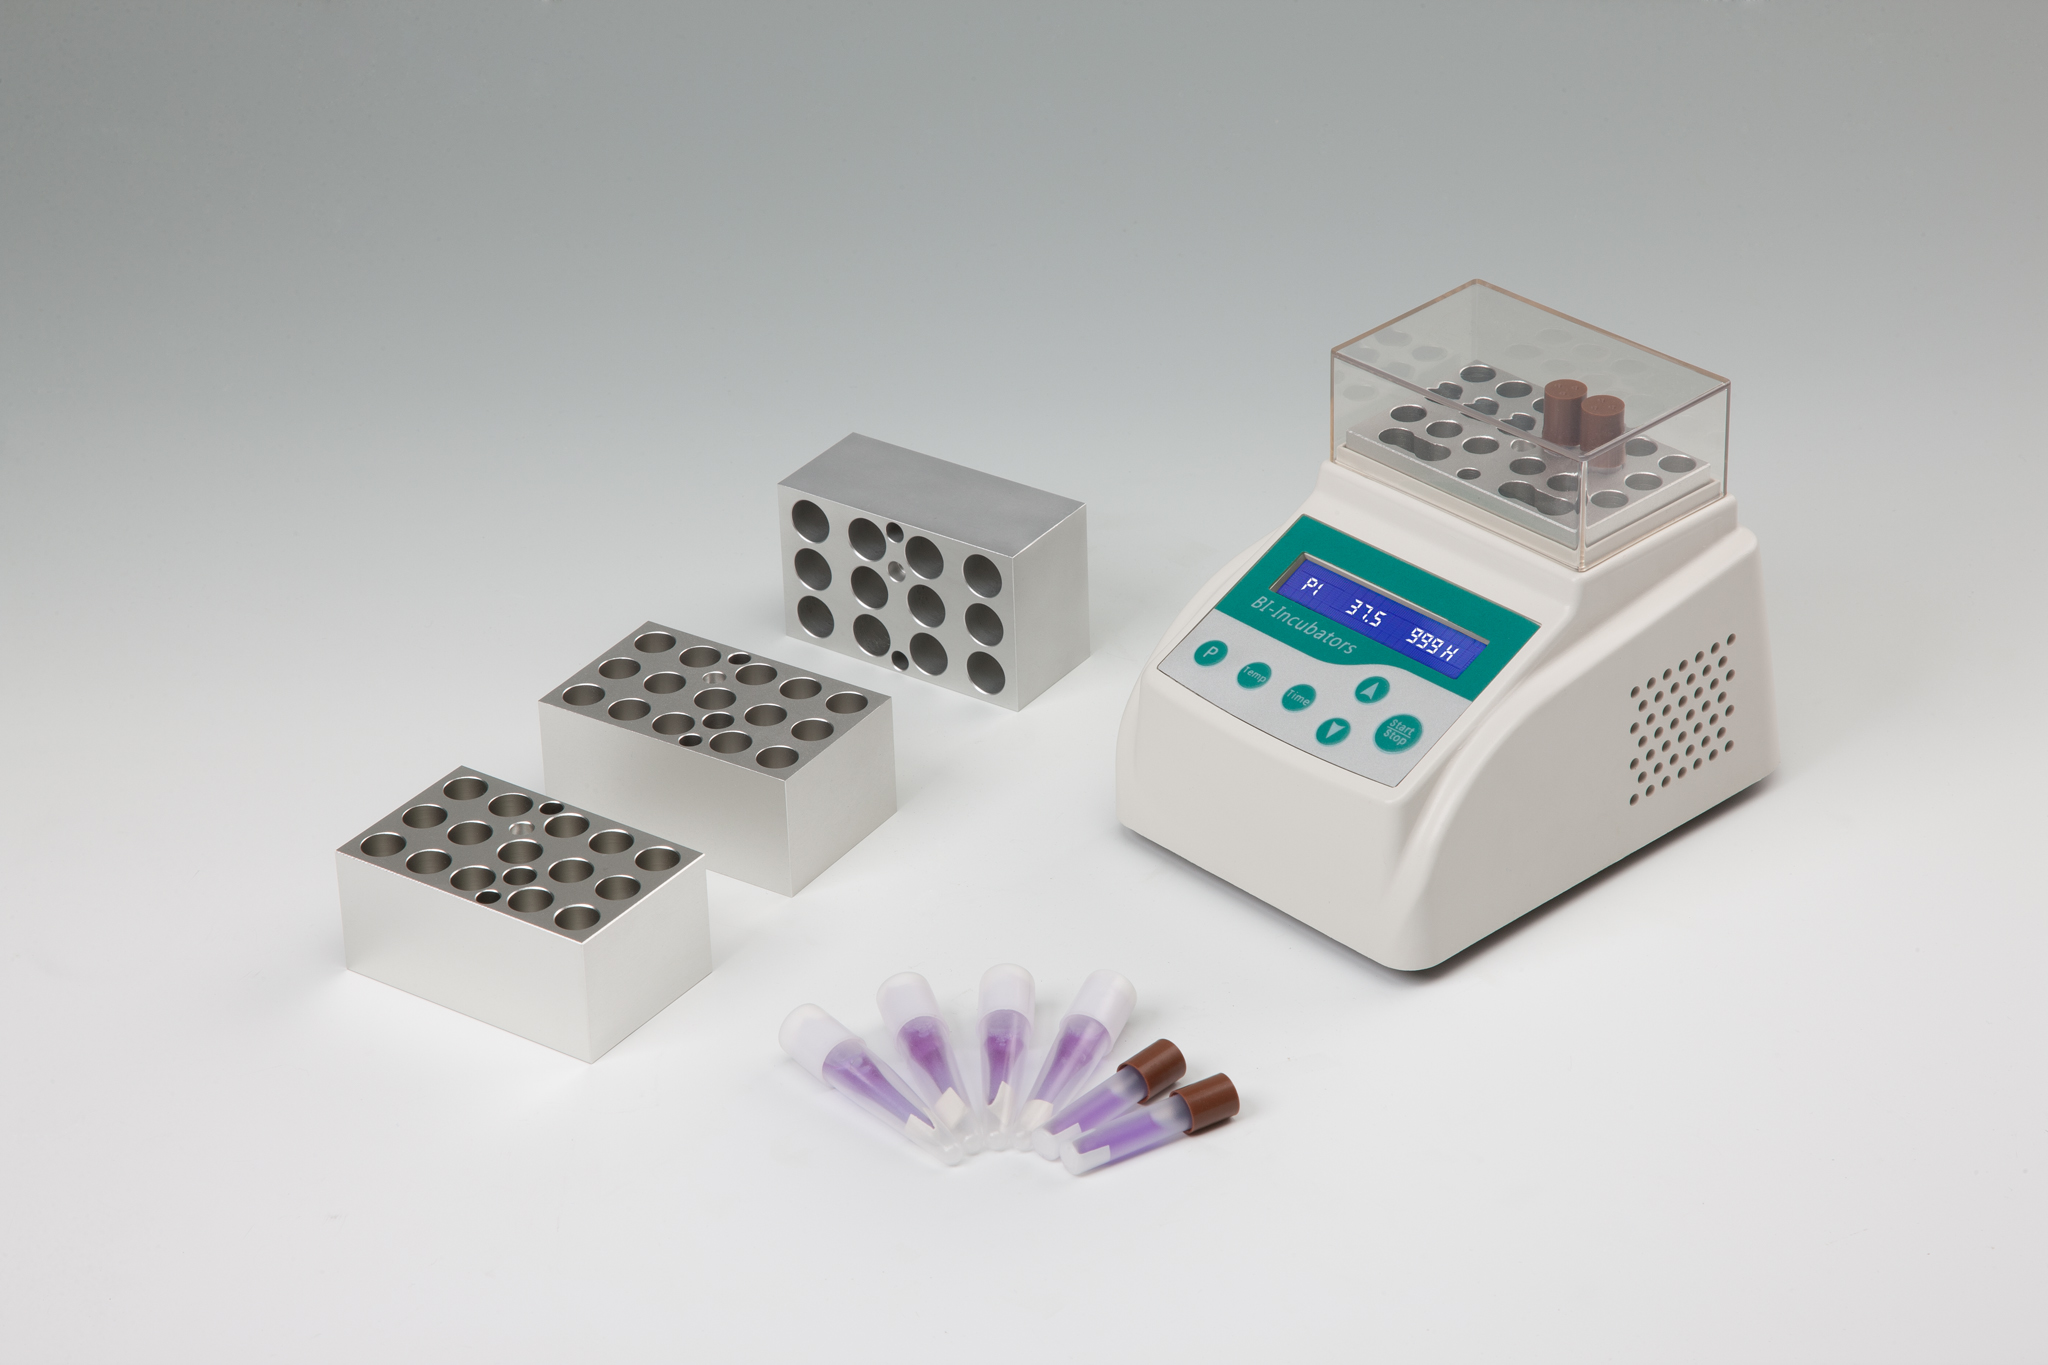 P1 37.5 999H
BI-Incubators
P Temp Time
Start
Stop